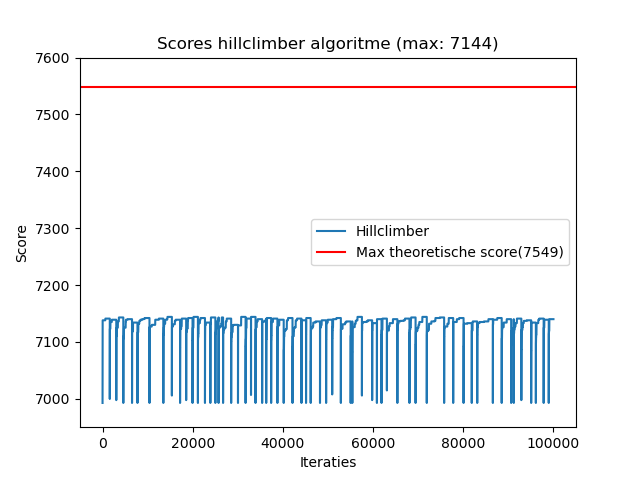 Scores hillclimber algoritme (max: 7144)
7600
7500
7400
7300
7200
7100
7000
Score
Hillclimber
Max theoretische score(7549)
0
20000
40000
60000
80000
100000
Iteraties